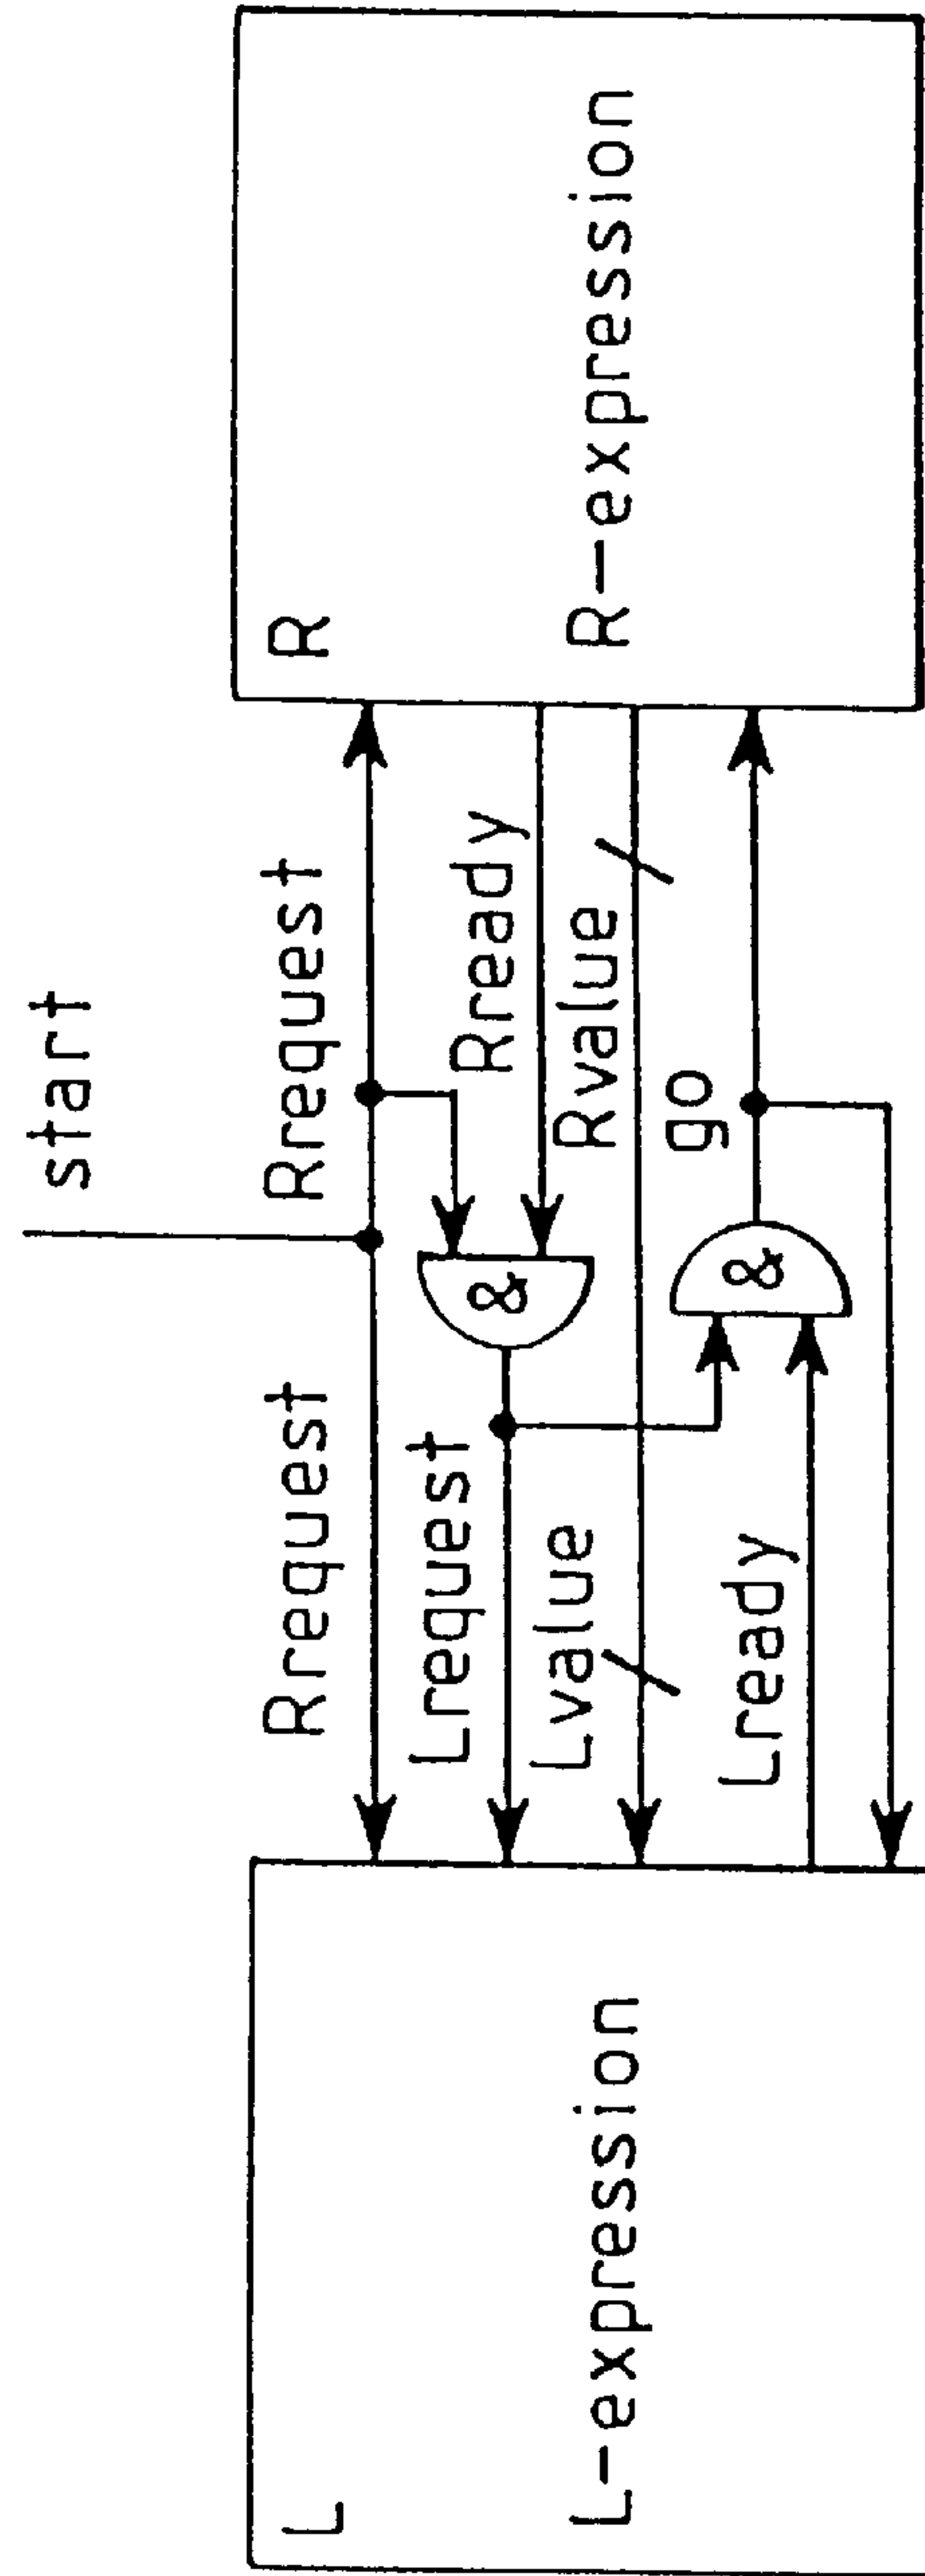 start
Rrequest
Rrequest
L
R
Lrequest
Rready
&
Lvalue
Rvalue
L-expression
R-expression
go
&
Lready